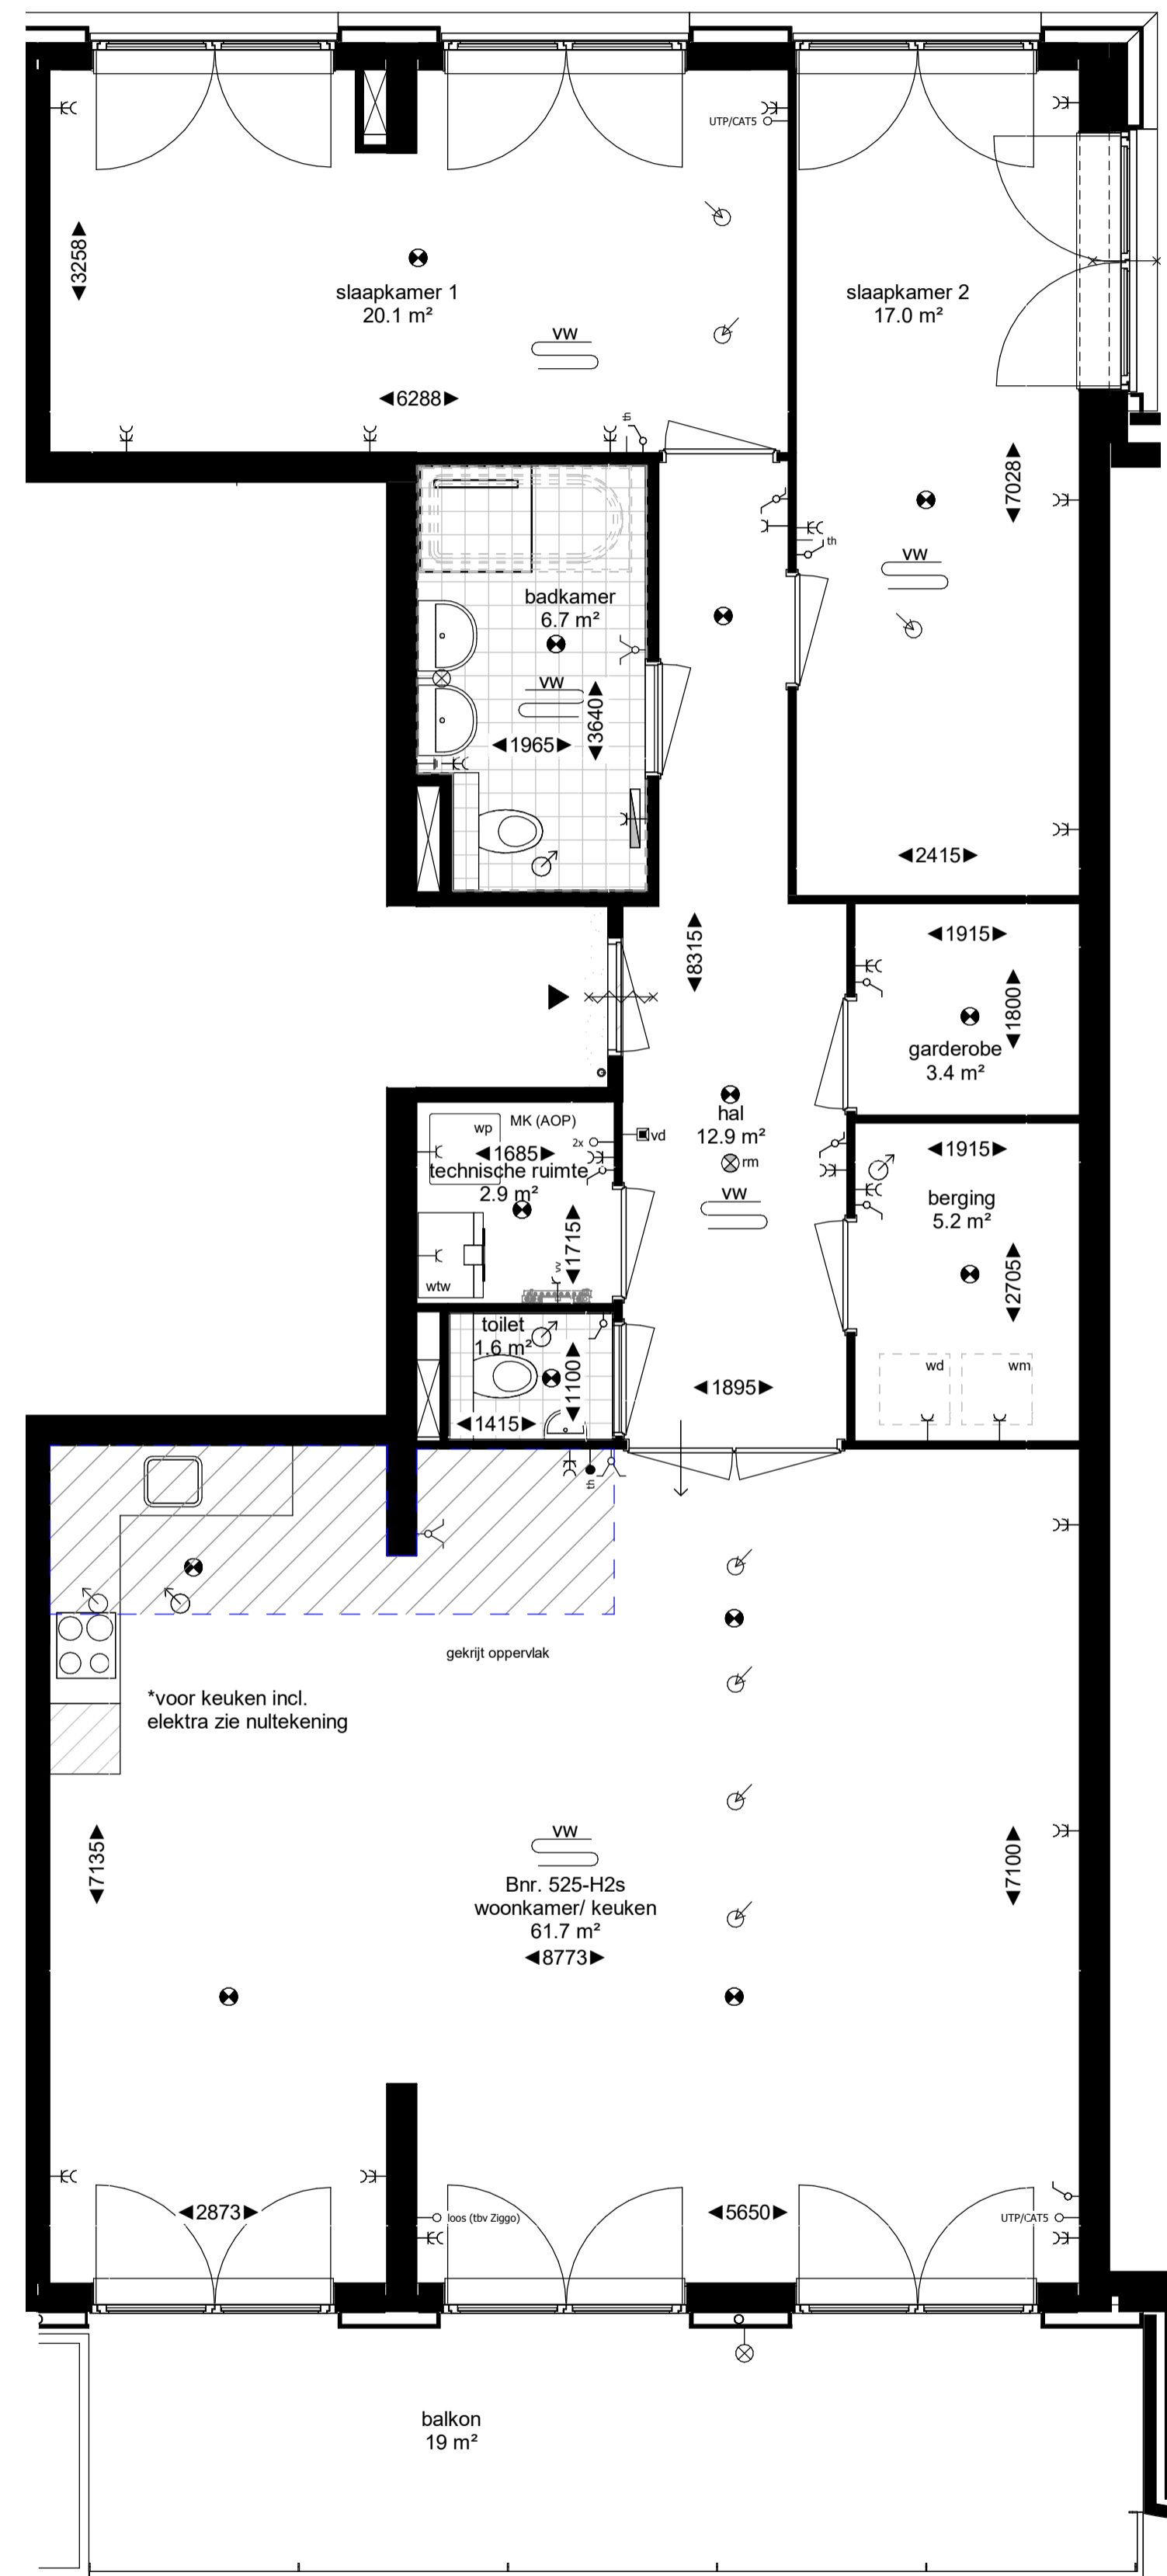 UTP/CAT5
3258
slaapkamer 1
20.1 m²
VW
6288
slaapkamer 2
17.0 m²
7028
VW
th
th
badkamer
6.7 m²
VW
1965
3640
2415
8315
1915
1800
garderobe
3.4 m²
MK (AOP)
wp
2x
1685
technische ruimte
2.9 m²
1715
wtw
vd
hal
12.9 m²
rm
VW
1915
berging
5.2 m²
2705
wd
wm
toilet
1.6 m²
1100
1415
1895
th
gekrijt oppervlak
*voor keuken incl.
elektra zie nultekening
7135
VW
Bnr. 525-H2s
woonkamer/ keuken
61.7 m²
8773
7100
2873
loos (tbv Ziggo)
5650
UTP/CAT5
balkon
19 m²